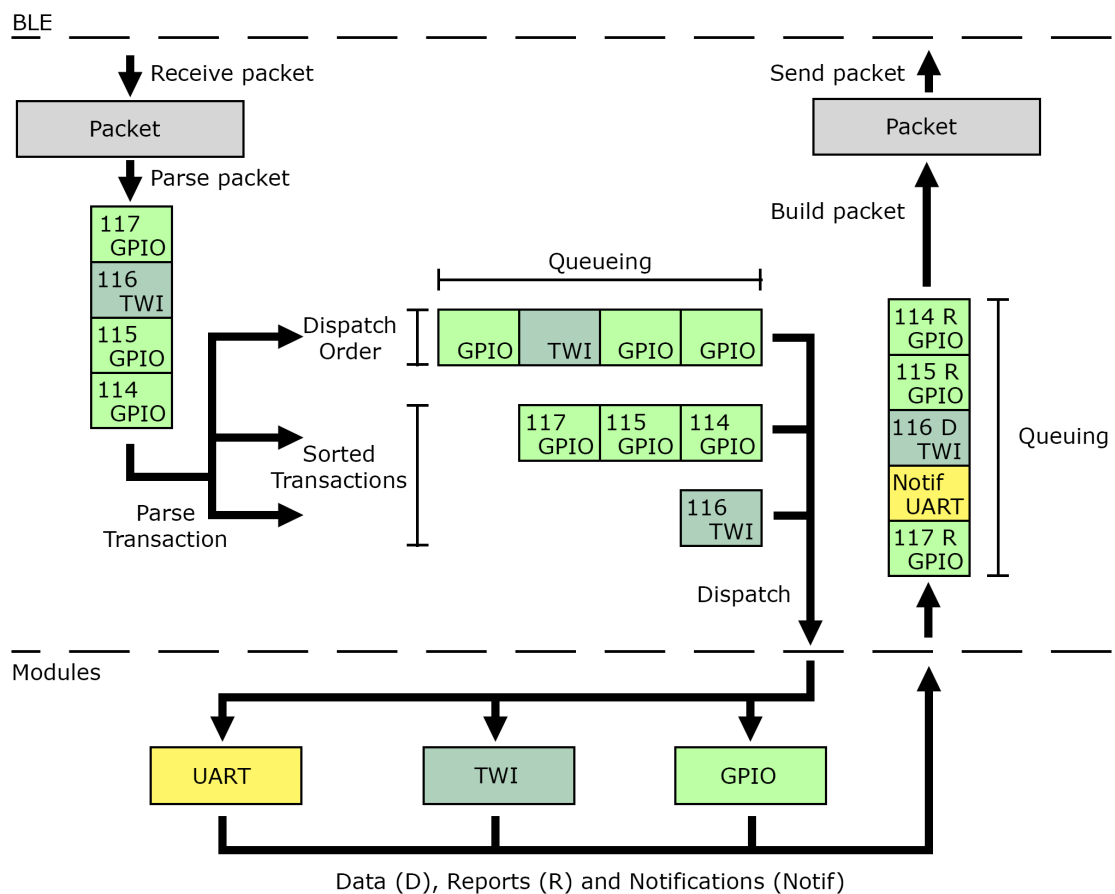 BLE
Receive packet
Packet
Parse packet
117
GPIO
116
TWI
115
GPIO
114
GPIO
Parse
Transaction
Queueing
Dispatch
Order
GPIO
TWI
GPIO
GPIO
Sorted
Transactions
117
GPIO
115
GPIO
114
GPIO
116
TWI
Dispatch
Send packet
Packet
Build packet
114 R
GPIO
115 R
GPIO
116 D
TWI
Notif
UART
117 R
GPIO
Queuing
Modules
UART
TWI
GPIO
Data (D), Reports (R) and Notifications (Notif)